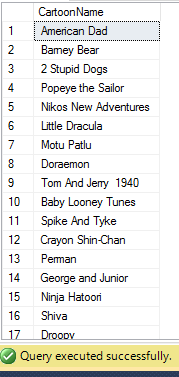 CartoonName
1 American Dad
2 Barney Bear
3 2 Stupid Dogs
4 Popeye the Sailor
5 Nikos New Adventures
6 Little Dracula
7 Motu Patlu
8 Doraemon
9 Tom And Jerry  1940
10 Baby Looney Tunes
11 Spike And Tyke
12 Crayon Shin-Chan
13 Perman
14 George and Junior
15 Ninja Hatoori
16 Shiva
17 Droopy
Query executed successfully.